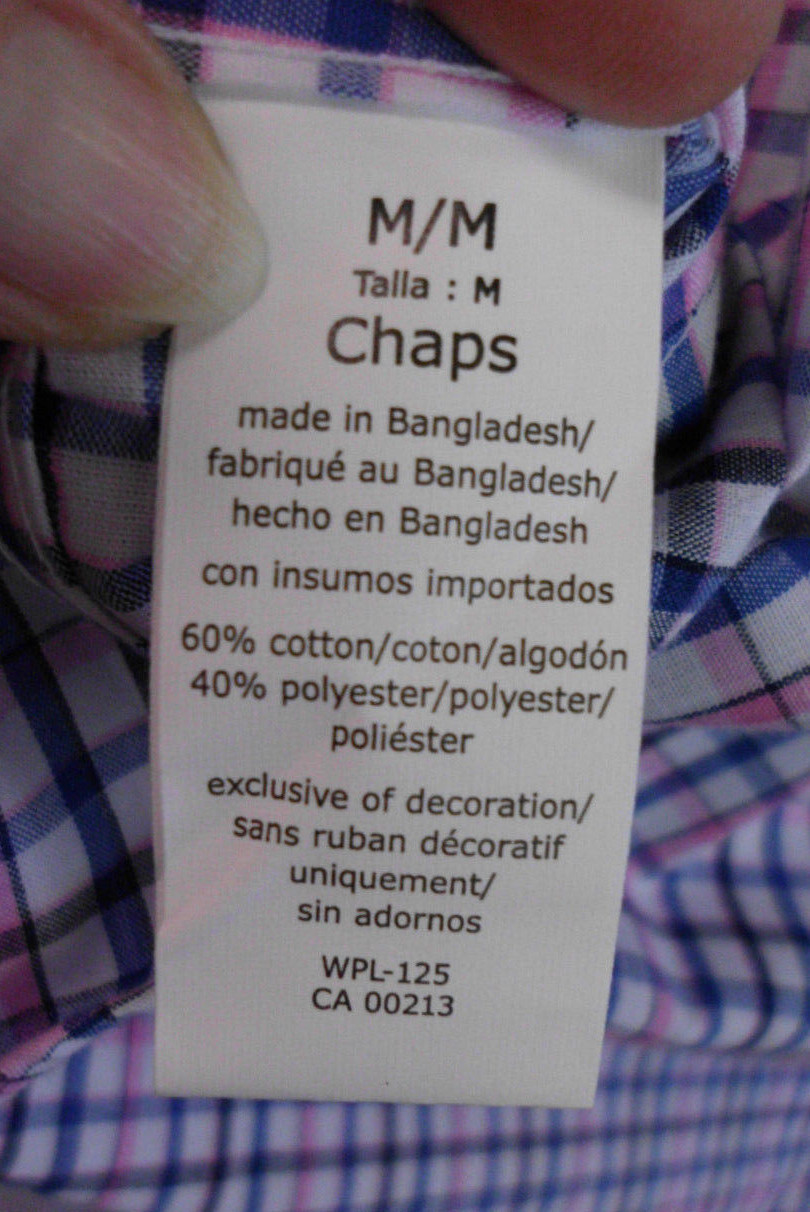 M/M
Talla : M
Chaps
made in Bangladesh/
fabriqué au Bangladesh/
hecho en Bangladesh
con insumos importados
60% cotton/coton/algodón
40% polyester/polyester/
poliéster
exclusive of decoration/
sans ruban décoratif
uniquement/
sin adornos
WPL-125
CA 00213